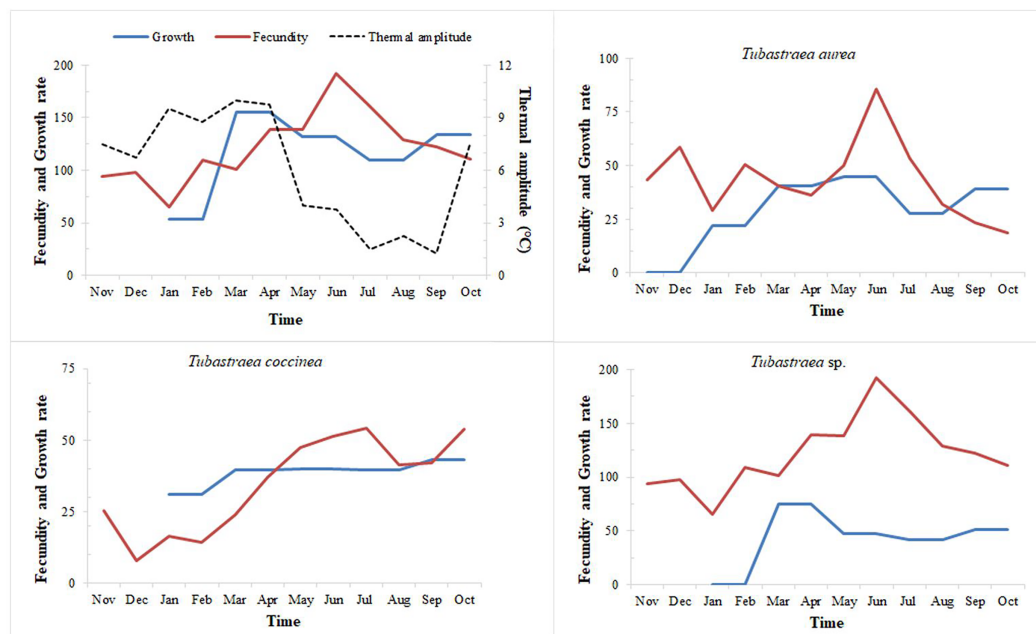 Growth Fecundity Thermal amplitude
Fecundity and Growth rate
200
150
100
50
0
12
9
6
3
0
Thermal amplitude (°C)
Nov Dec Jan Feb Mar Apr May Jun Jul Aug Sep Oct
Time
Tubastraea aurea
Fecundity and Growth rate
100
75
50
25
0
Nov Dec Jan Feb Mar Apr May Jun Jul Aug Sep Oct
Time
Tubastraea coccinea
Fecundity and Growth rate
75
50
25
0
Nov Dec Jan Feb Mar Apr May Jun Jul Aug Sep Oct
Time
Tubastraea sp.
Fecundity and Growth rate
200
150
100
50
0
Nov Dec Jan Feb Mar Apr May Jun Jul Aug Sep Oct
Time